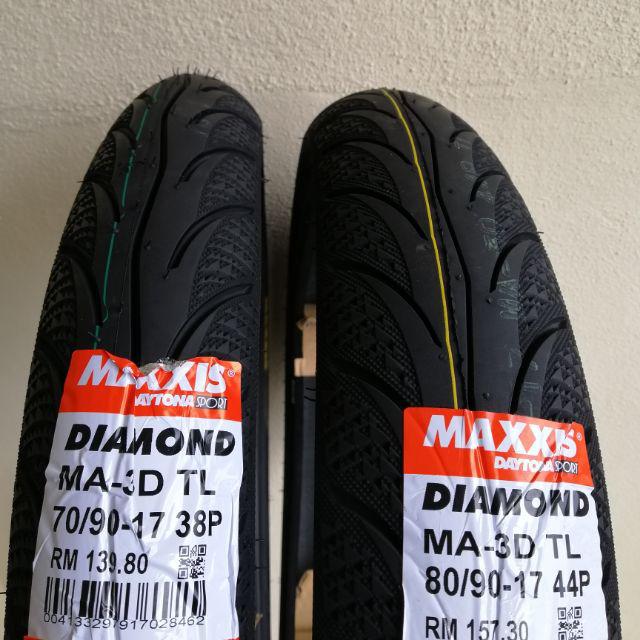 MAXXIS
DAYTONA SPORT
DIAMOND
MA-3D TL
70/90-17 38P
RM 139.80
004133297917028462
MAXXIS
DAYTONA SPORT
DIAMOND
MA-3D TL
80/90-17 44P
RM 157.30